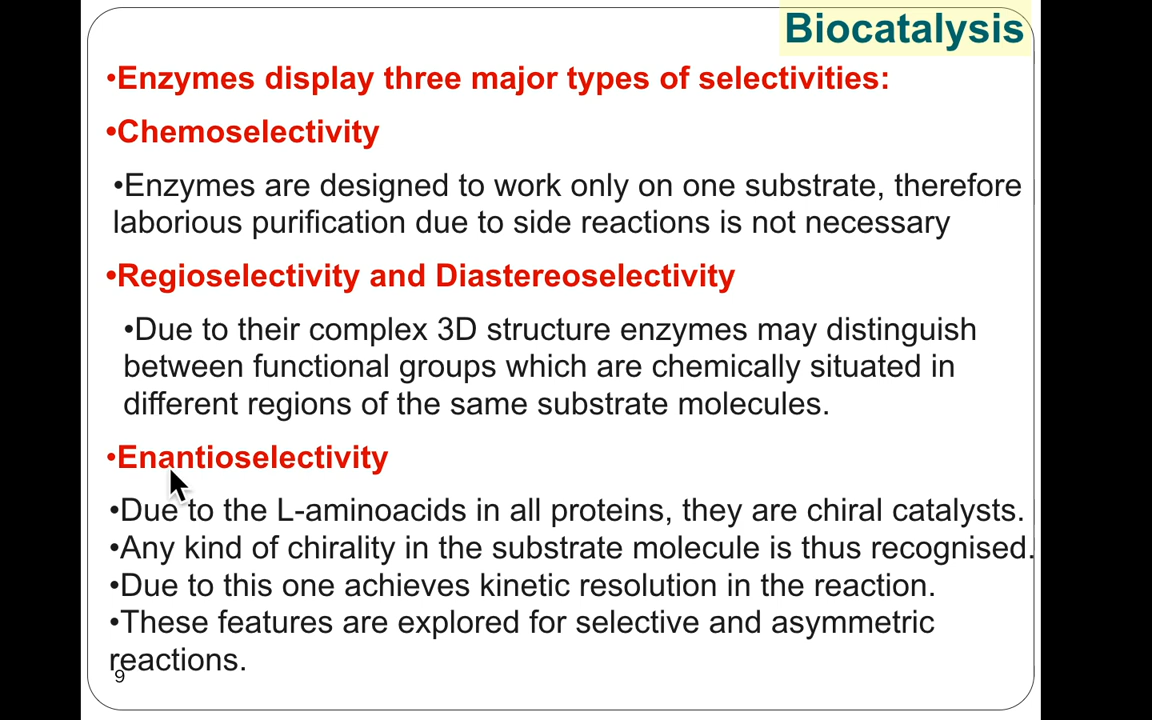 Biocatalysis
•Enzymes display three major types of selectivities:
•Chemoselectivity
•Enzymes are designed to work only on one substrate, therefore
laborious purification due to side reactions is not necessary
•Regioselectivity and Diastereoselectivity
•Due to their complex 3D structure enzymes may distinguish
between functional groups which are chemically situated in
different regions of the same substrate molecules.
•Enantioselectivity
•Due to the L-aminoacids in all proteins, they are chiral catalysts.
•Any kind of chirality in the substrate molecule is thus recognised.
•Due to this one achieves kinetic resolution in the reaction.
•These features are explored for selective and asymmetric
reactions.
9